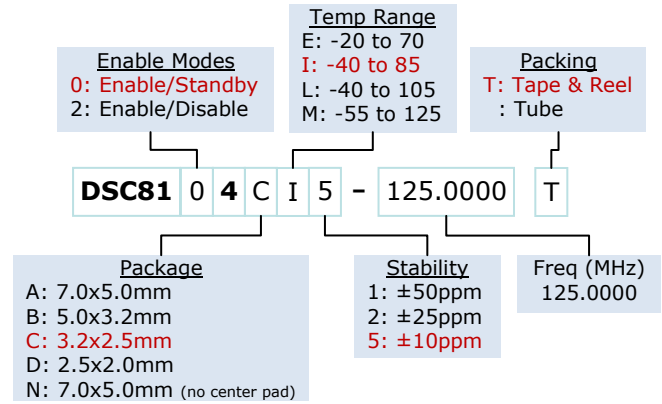 Enable Modes
0: Enable/Standby
2: Enable/Disable
Temp Range
E: -20 to 70
I: -40 to 85
L: -40 to 105
M: -55 to 125
Packing
T: Tape & Reel
: Tube
DSC81 0 4 C I 5 - 125.0000 T
Package
A: 7.0x5.0mm
B: 5.0x3.2mm
C: 3.2x2.5mm
D: 2.5x2.0mm
N: 7.0x5.0mm (no center pad)
Stability
1: ±50ppm
2: ±25ppm
5: ±10ppm
Freq (MHz)
125.0000